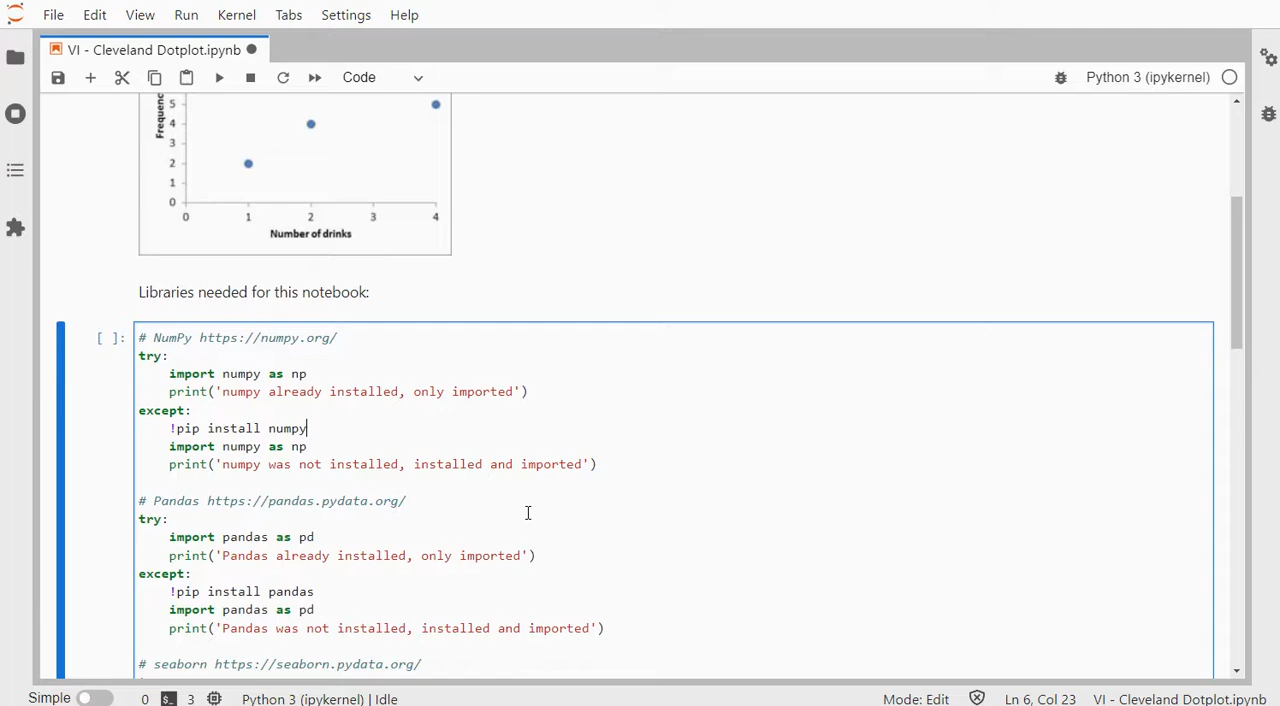 File Edit View Run Kernel Tabs Settings Help
VI - Cleveland Dotplot.ipynb
Code
Python 3 (ipykernel)
Frequenc
5
4
3
2
1
0
0 1 2 3 4
Number of drinks
Libraries needed for this notebook:
[ ]: # NumPy https://numpy.org/
try:
import numpy as np
print('numpy already installed, only imported')
except:
!pip install numpy
import numpy as np
print('numpy was not installed, installed and imported')
# Pandas https://pandas.pydata.org/
try:
import pandas as pd
print('Pandas already installed, only imported')
except:
!pip install pandas
import pandas as pd
print('Pandas was not installed, installed and imported')
# seaborn https://seaborn.pydata.org/
Simple 0 3 Python 3 (ipykernel) | Idle Mode: Edit Ln 6, Col 23 VI - Cleveland Dotplot.ipynb